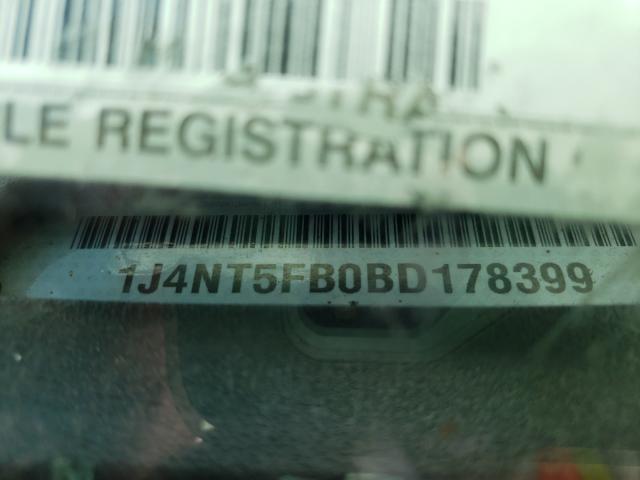 LE REGISTRATION
1J4NT5FB0BD178399